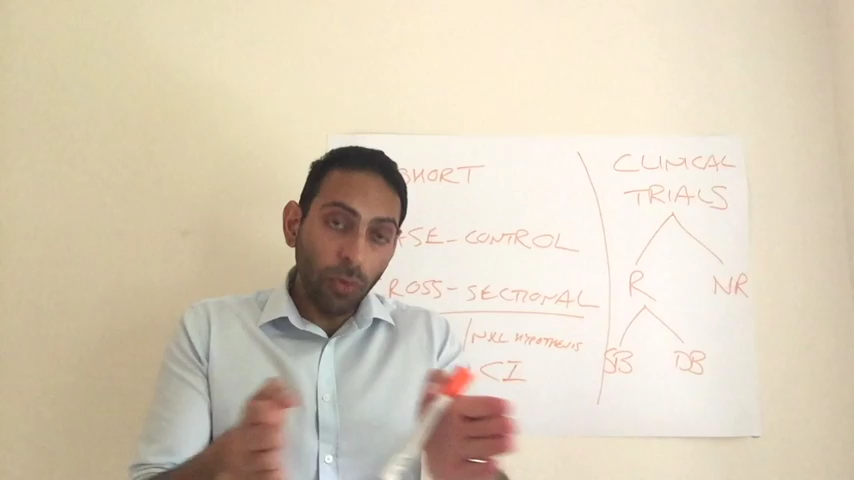 OHORT
ASE-CONTROL
ROSS-SECTIONAL
/NULL HYPOTHESIS
CI
CLINICAL
TRIALS
R NR
SB DB